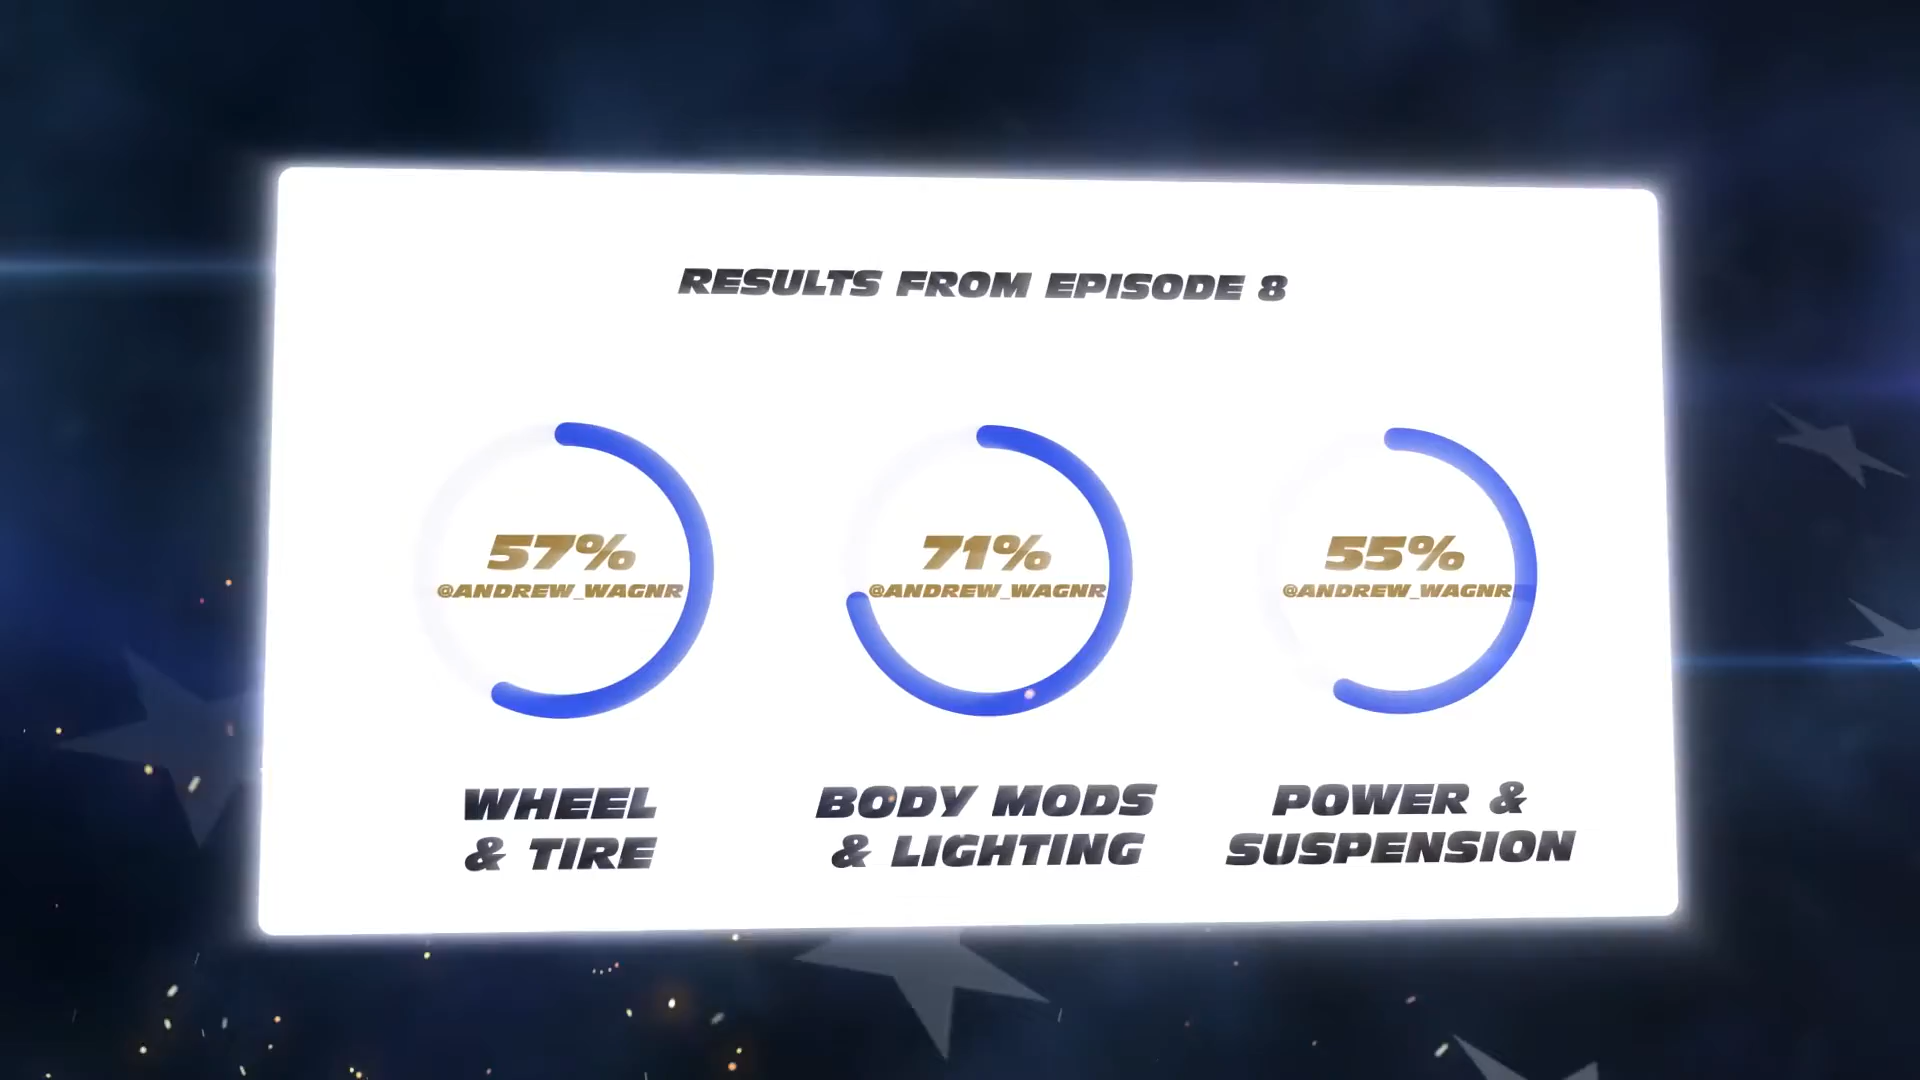 RESULTS FROM EPISODE 8
57%
@ANDREW_WAGNR
71%
@ANDREW_WAGNR
55%
@ANDREW_WAGNR
WHEEL
& TIRE
BODY MODS
& LIGHTING
POWER &
SUSPENSION